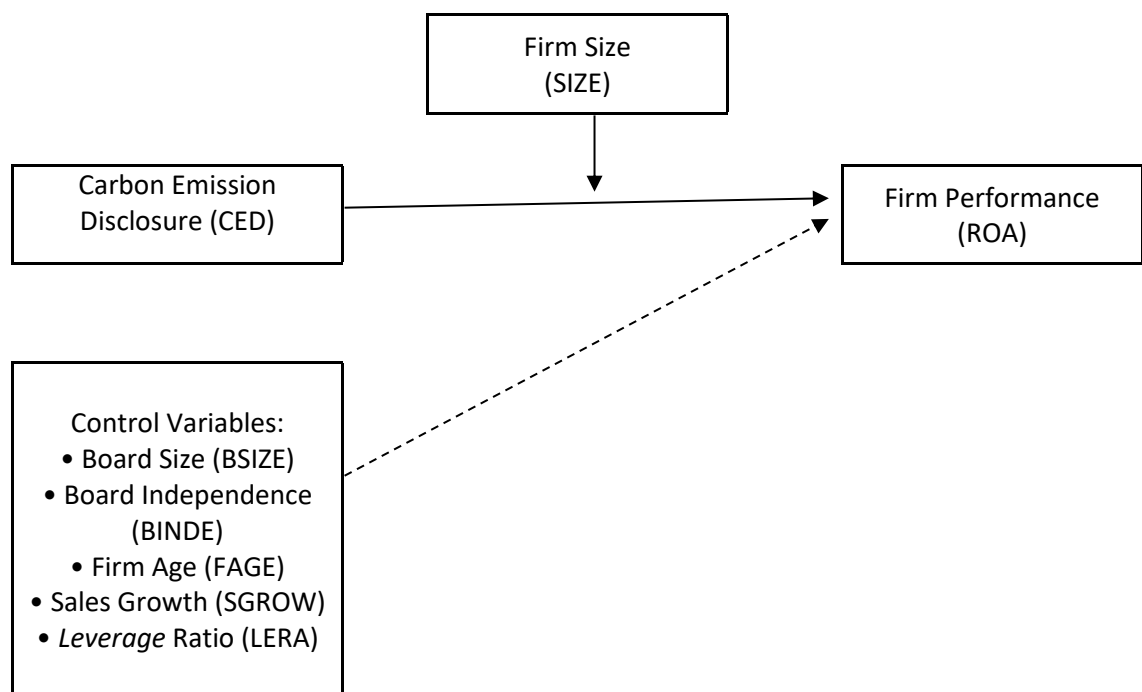 Firm Size
(SIZE)
Carbon Emission
Disclosure (CED)
Firm Performance
(ROA)
Control Variables:
• Board Size (BSIZE)
• Board Independence
(BINDE)
• Firm Age (FAGE)
• Sales Growth (SGROW)
• Leverage Ratio (LERA)